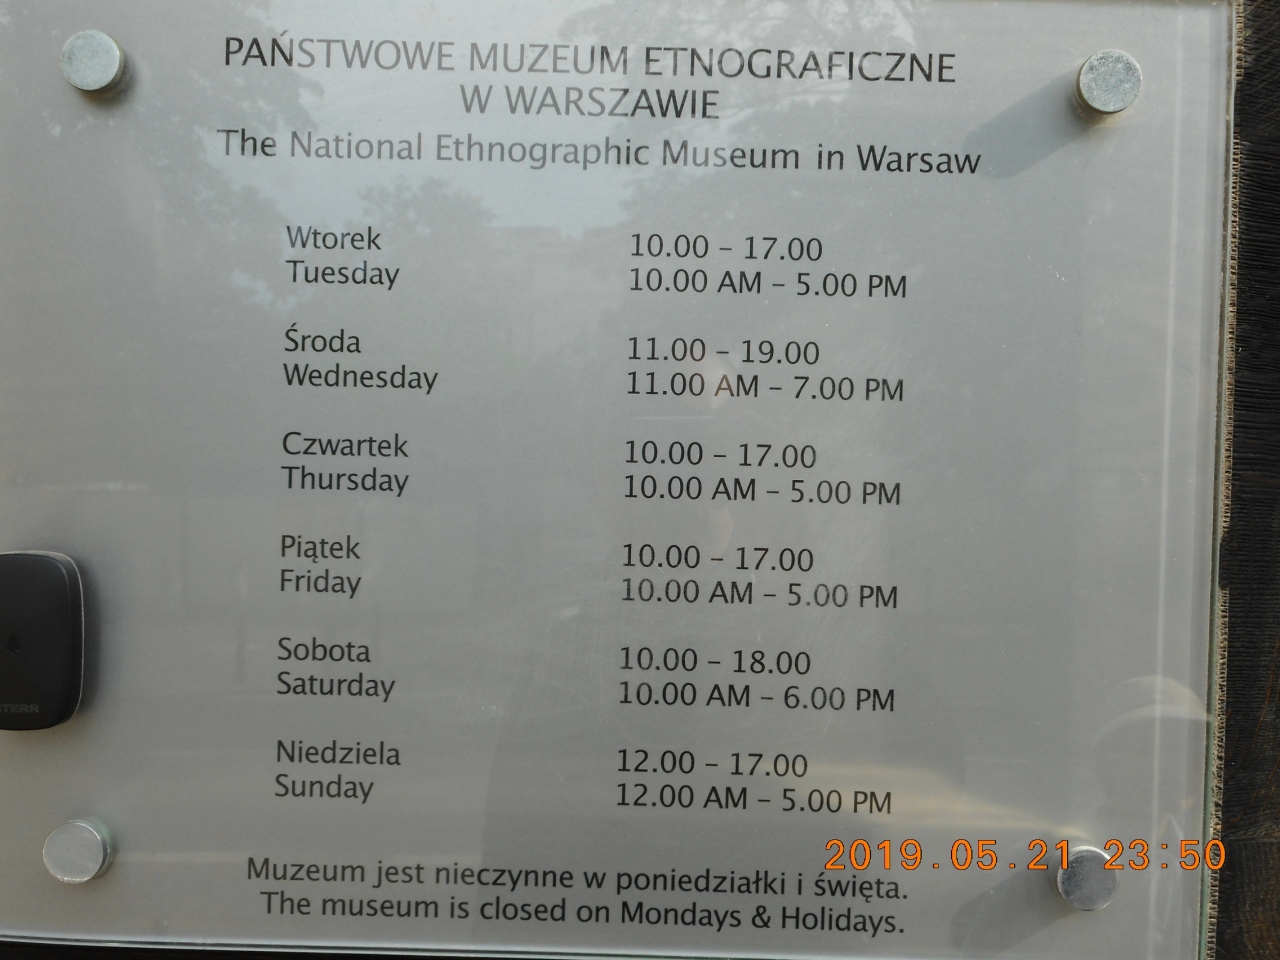 PAŃSTWOWE MUZEUM ETNOGRAFICZNE
W WARSZAWIE
The National Ethnographic Museum in Warsaw
Wtorek 10.00 – 17.00
Tuesday 10.00 AM – 5.00 PM
Środa 11.00 – 19.00
Wednesday 11.00 AM – 7.00 PM
Czwartek 10.00 – 17.00
Thursday 10.00 AM – 5.00 PM
Piątek 10.00 – 17.00
Friday 10.00 AM – 5.00 PM
Sobota 10.00 – 18.00
Saturday 10.00 AM – 6.00 PM
Niedziela 12.00 – 17.00
Sunday 12.00 AM – 5.00 PM
Muzeum jest nieczynne w poniedziałki i święta.
The museum is closed on Mondays & Holidays.
2019.05.21 23:50